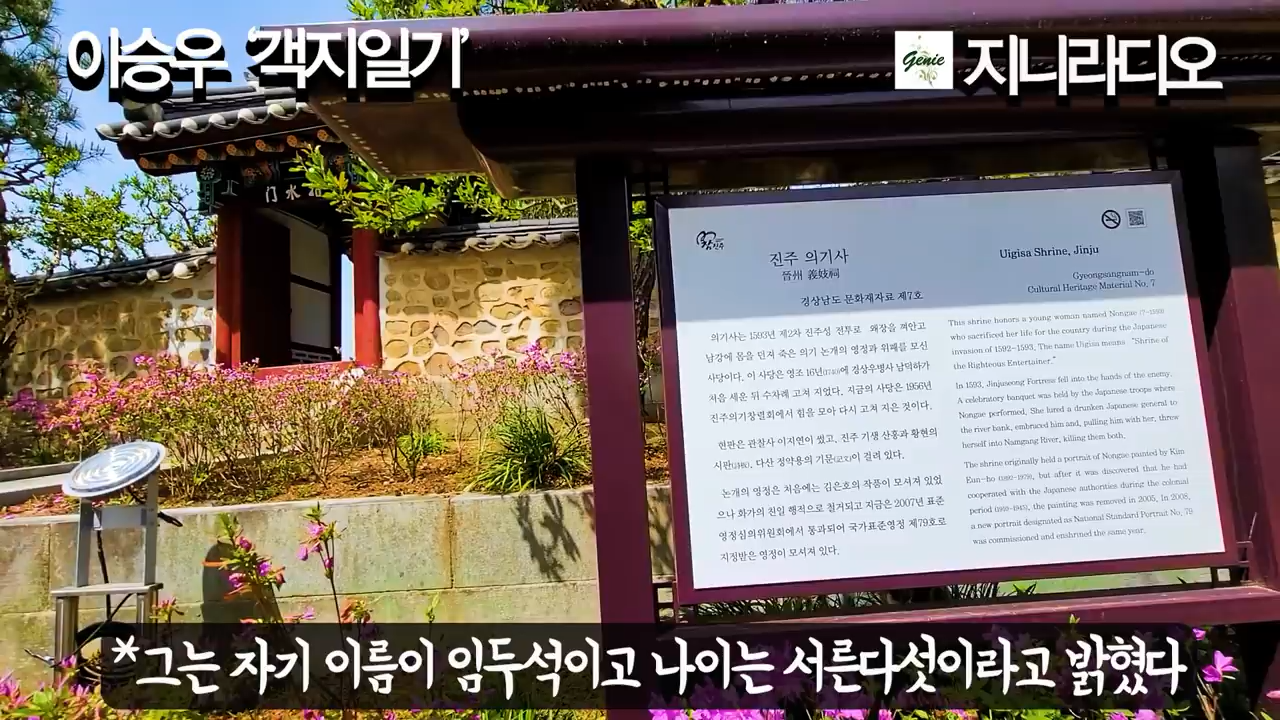 이승우 '객지일기'
Genie 지니라디오
门水
진주
진주 의기사
晉州 義妓祠
경상남도 문화재자료 제7호
의기사는 1593년 제2차 진주성 전투로 왜장을 껴안고
남강에 몸을 던져 죽은 의기 논개의 영정과 위패를 모신
사당이다. 이 사당은 영조 16년(1740)에 경상우병사 남덕하가
처음 세운 뒤 수차례 고쳐 지었다. 지금의 사당은 1956년
진주의기창렬회에서 힘을 모아 다시 고쳐 지은 것이다.
현판은 관찰사 이지연이 썼고, 진주 기생 산홍과 황현의
시판(詩板), 다산 정약용의 기문(記文)이 걸려 있다.
논개의 영정은 처음에는 김은호의 작품이 모셔져 있었
으나 화가의 친일 행적으로 철거되고 지금은 2007년 표준
영정심의위원회에서 통과되어 국가표준영정 제79호로
지정받은 영정이 모셔져 있다.
Uigisa Shrine, Jinju
Gyeongsangnam-do
Cultural Heritage Material No. 7
This shrine honors a young woman named Nongae (?-1593)
who sacrificed her life for the country during the Japanese
invasion of 1592-1593. The name Uigisa means "Shrine of
the Righteous Entertainer."
In 1593, Jinjuseong Fortress fell into the hands of the enemy.
A celebratory banquet was held by the Japanese troops where
Nongae performed. She lured a drunken Japanese general to
the river bank, embraced him and, pulling him with her, threw
herself into Namgang River, killing them both.
The shrine originally held a portrait of Nongae painted by Kim
Eun-ho (1892-1979), but after it was discovered that he had
cooperated with the Japanese authorities during the colonial
period (1910-1945), the painting was removed in 2005. In 2008,
a new portrait designated as National Standard Portrait No. 79
was commissioned and enshrined the same year.
*그는 자기 이름이 임두석이고 나이는 서른다섯이라고 밝혔다